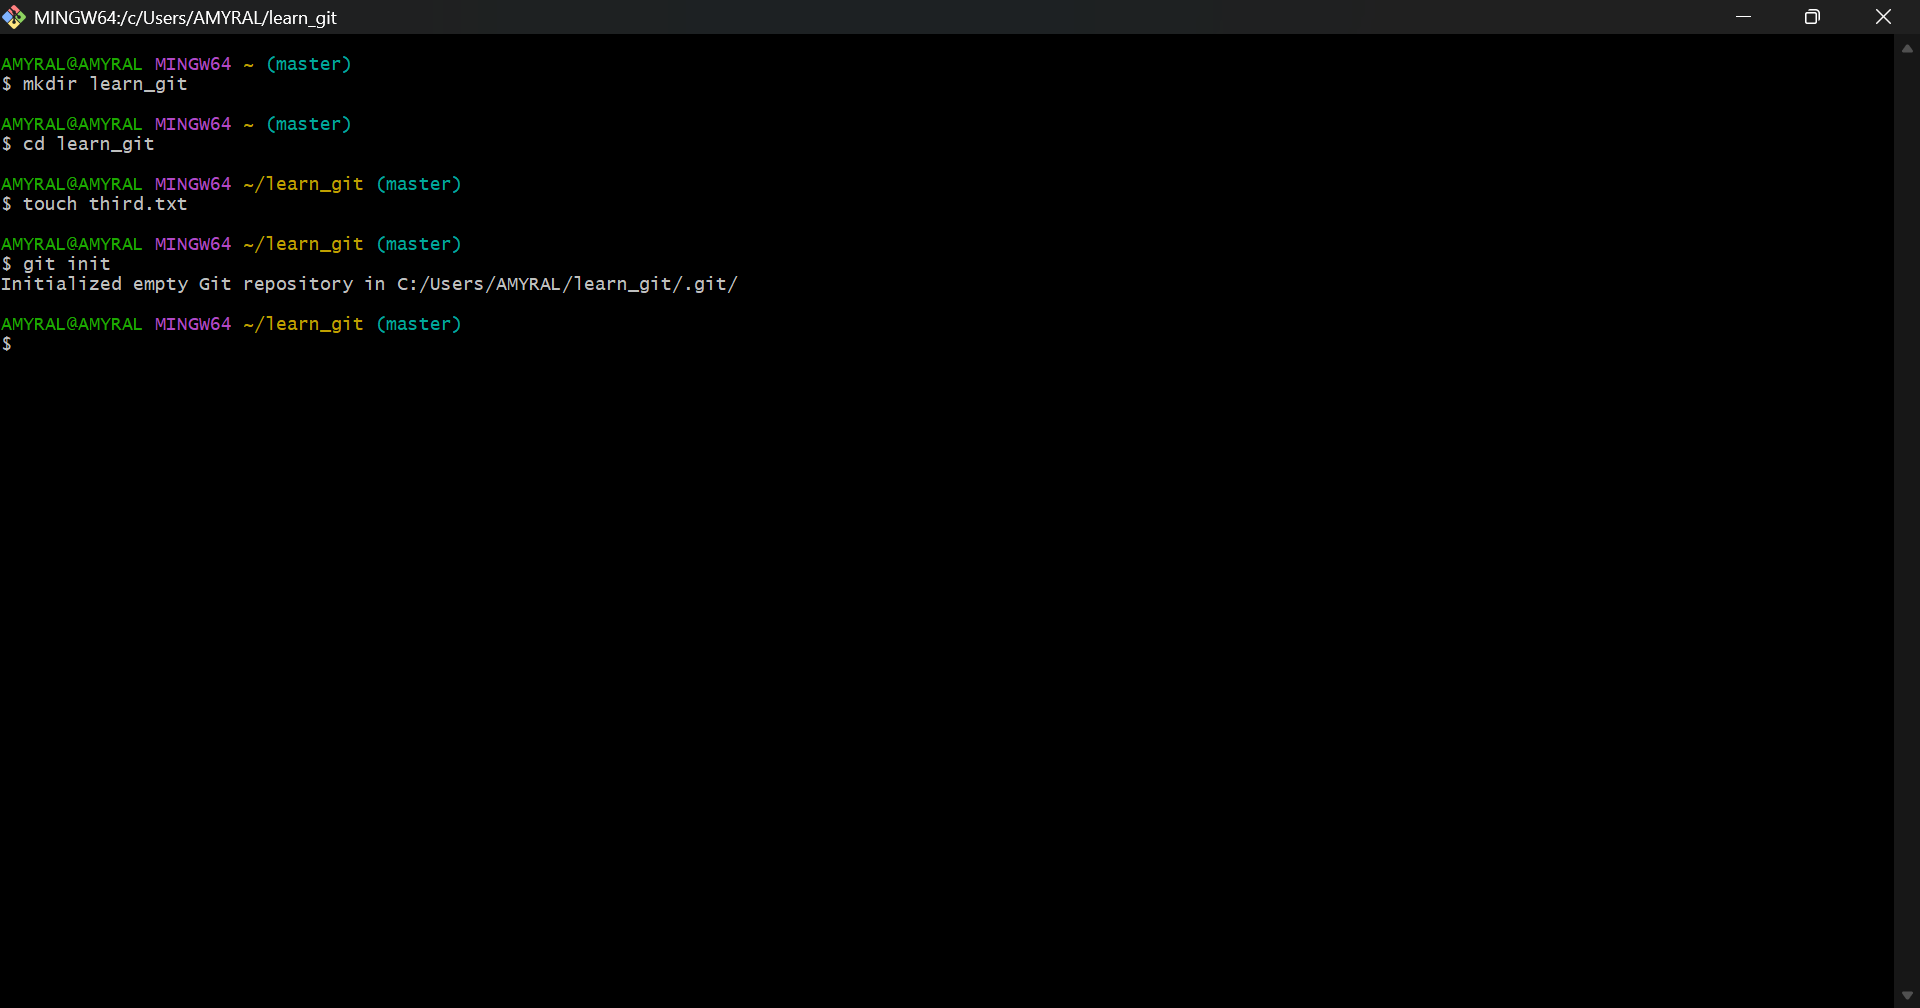 MINGW64:/c/Users/AMYRAL/learn_git
AMYRAL@AMYRAL MINGW64 ~ (master)
$ mkdir learn_git
AMYRAL@AMYRAL MINGW64 ~ (master)
$ cd learn_git
AMYRAL@AMYRAL MINGW64 ~/learn_git (master)
$ touch third.txt
AMYRAL@AMYRAL MINGW64 ~/learn_git (master)
$ git init
Initialized empty Git repository in C:/Users/AMYRAL/learn_git/.git/
AMYRAL@AMYRAL MINGW64 ~/learn_git (master)
$